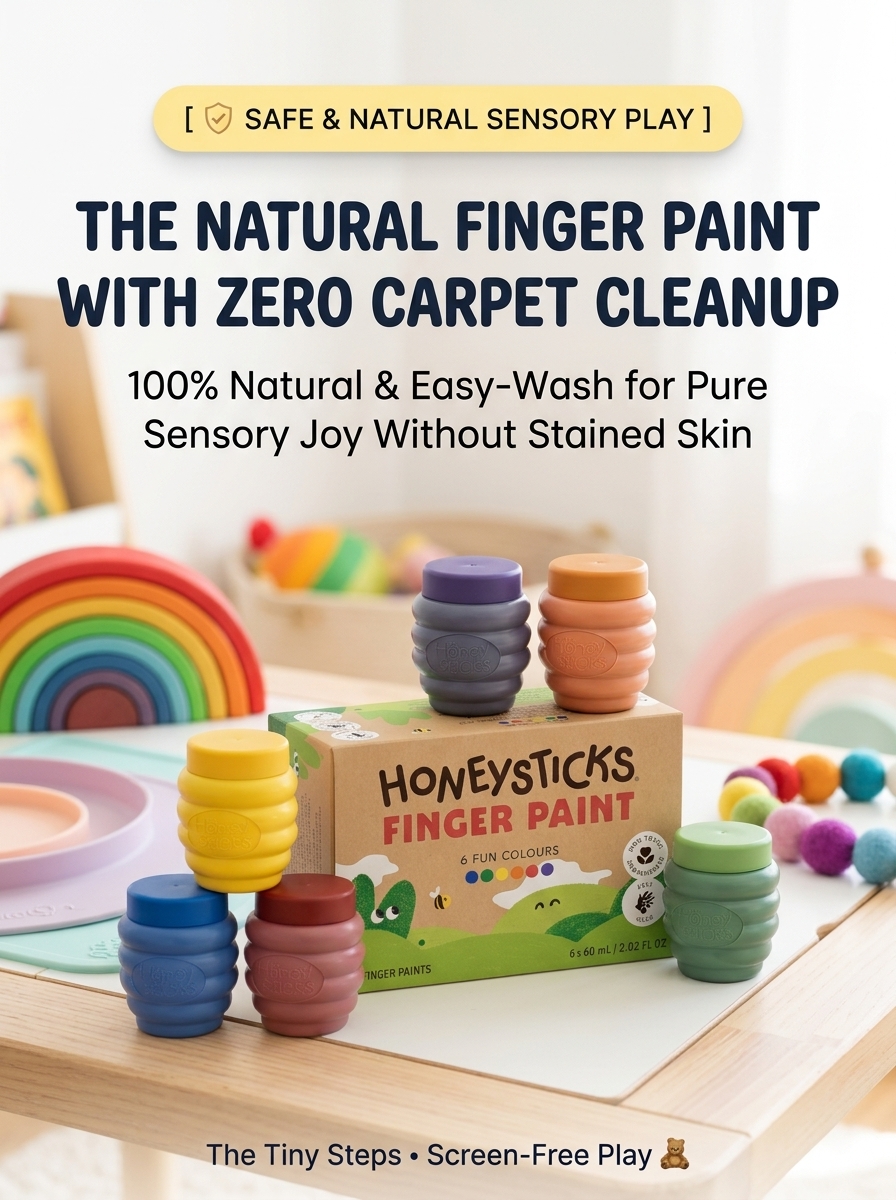 [ SAFE & NATURAL SENSORY PLAY ]
THE NATURAL FINGER PAINT
WITH ZERO CARPET CLEANUP
100% Natural & Easy-Wash for Pure
Sensory Joy Without Stained Skin
HONEYSTICKS
FINGER PAINT
6 FUN COLOURS
FINGER PAINTS
6 s 60 mL / 2.02 FL OZ
The Tiny Steps • Screen-Free Play